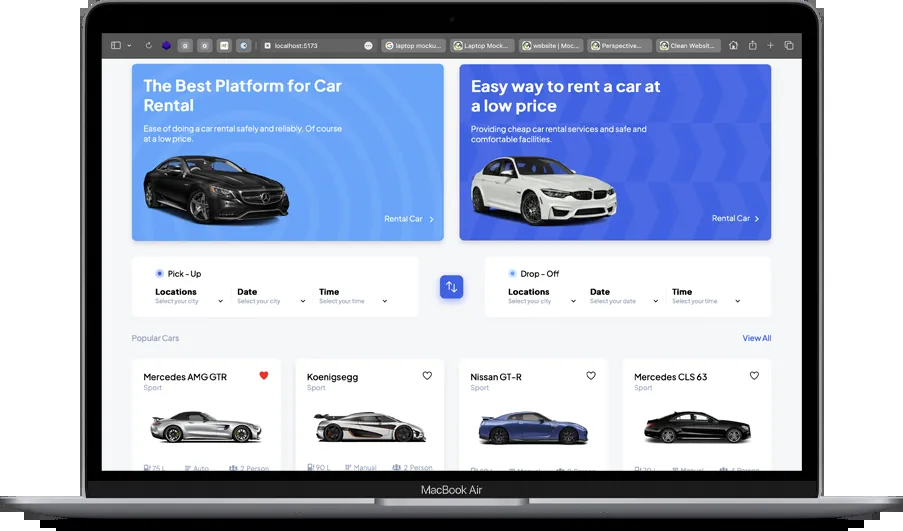 localhost:5173
laptop mocku...
Laptop Mock...
website | Moc...
Perspective...
Clean Websit...
The Best Platform for Car
Rental
Ease of doing a car rental safely and reliably. Of course
at a low price.
Rental Car
Easy way to rent a car at
a low price
Providing cheap car rental services and safe and
comfortable facilities.
Rental Car
Pick - Up
Locations
Select your city
Date
Select your city
Time
Select your time
Drop - Off
Locations
Select your city
Date
Select your date
Time
Select your time
Popular Cars
View All
Mercedes AMG GTR
Sport
75 L
Auto
2 Person
Koenigsegg
Sport
90 L
Manual
2 Person
Nissan GT-R
Sport
Manual
Person
Mercedes CLS 63
Sport
70 L
Manual
Person
MacBook Air